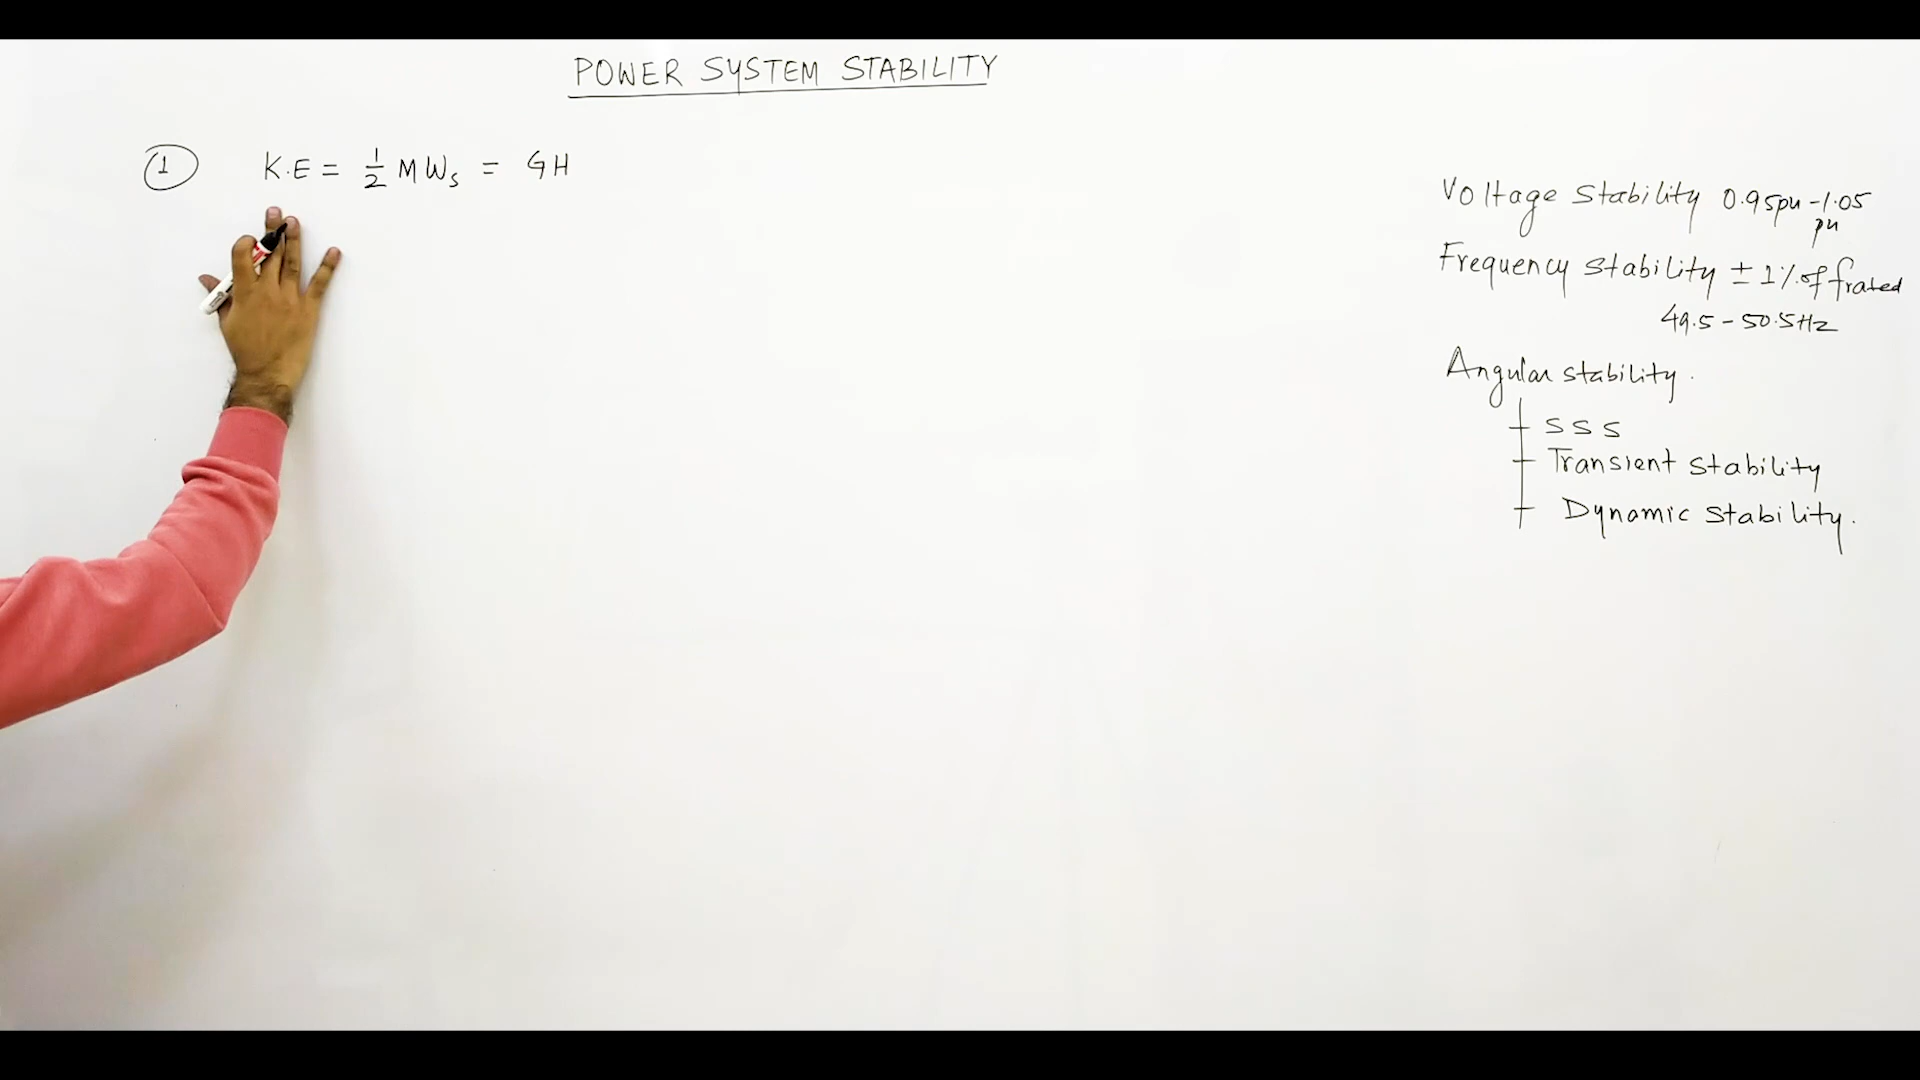 POWER SYSTEM STABILITY
1 K.E = 1/2 MWs = GH
Voltage Stability 0.95pu - 1.05
pu
Frequency Stability ± 1% of frated
49.5 - 50.5Hz
Angular stability.
SSS
Transient Stability
Dynamic Stability.